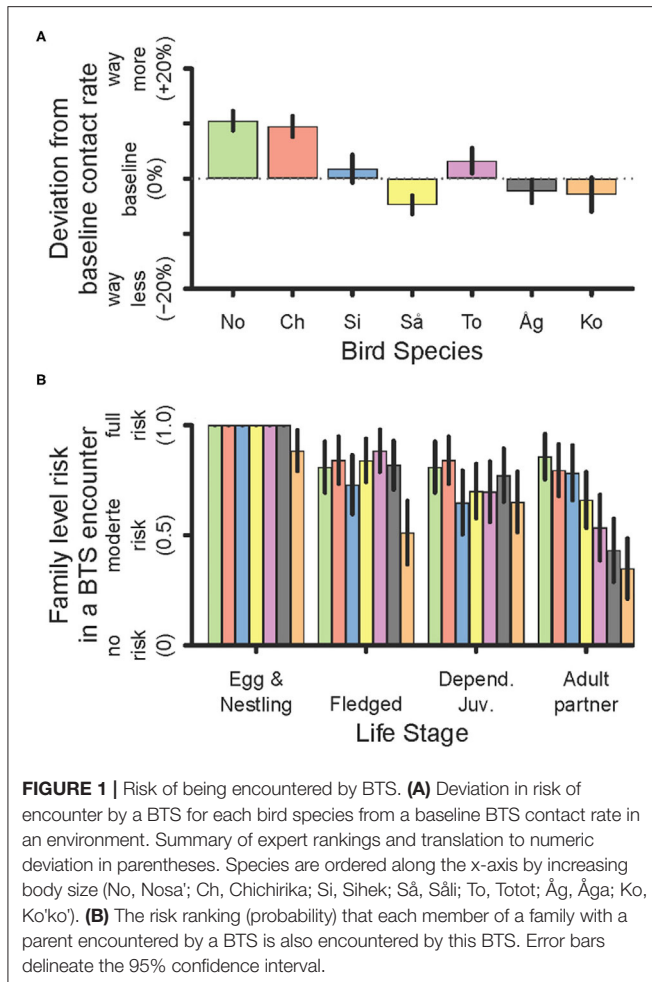 A
Deviation from
baseline contact rate
way
more
(+20%)
baseline
(0%)
way
less
(−20%)
No Ch Si Så To Åg Ko
Bird Species
B
Family level risk
in a BTS encounter
full
risk
(1.0)
moderte
risk
(0.5)
no
risk
(0)
Egg &
Nestling
Fledged
Depend.
Juv.
Adult
partner
Life Stage
FIGURE 1 | Risk of being encountered by BTS. (A) Deviation in risk of
encounter by a BTS for each bird species from a baseline BTS contact rate in
an environment. Summary of expert rankings and translation to numeric
deviation in parentheses. Species are ordered along the x-axis by increasing
body size (No, Nosa'; Ch, Chichirika; Si, Sihek; Så, Såli; To, Totot; Åg, Åga; Ko,
Ko'ko'). (B) The risk ranking (probability) that each member of a family with a
parent encountered by a BTS is also encountered by this BTS. Error bars
delineate the 95% confidence interval.